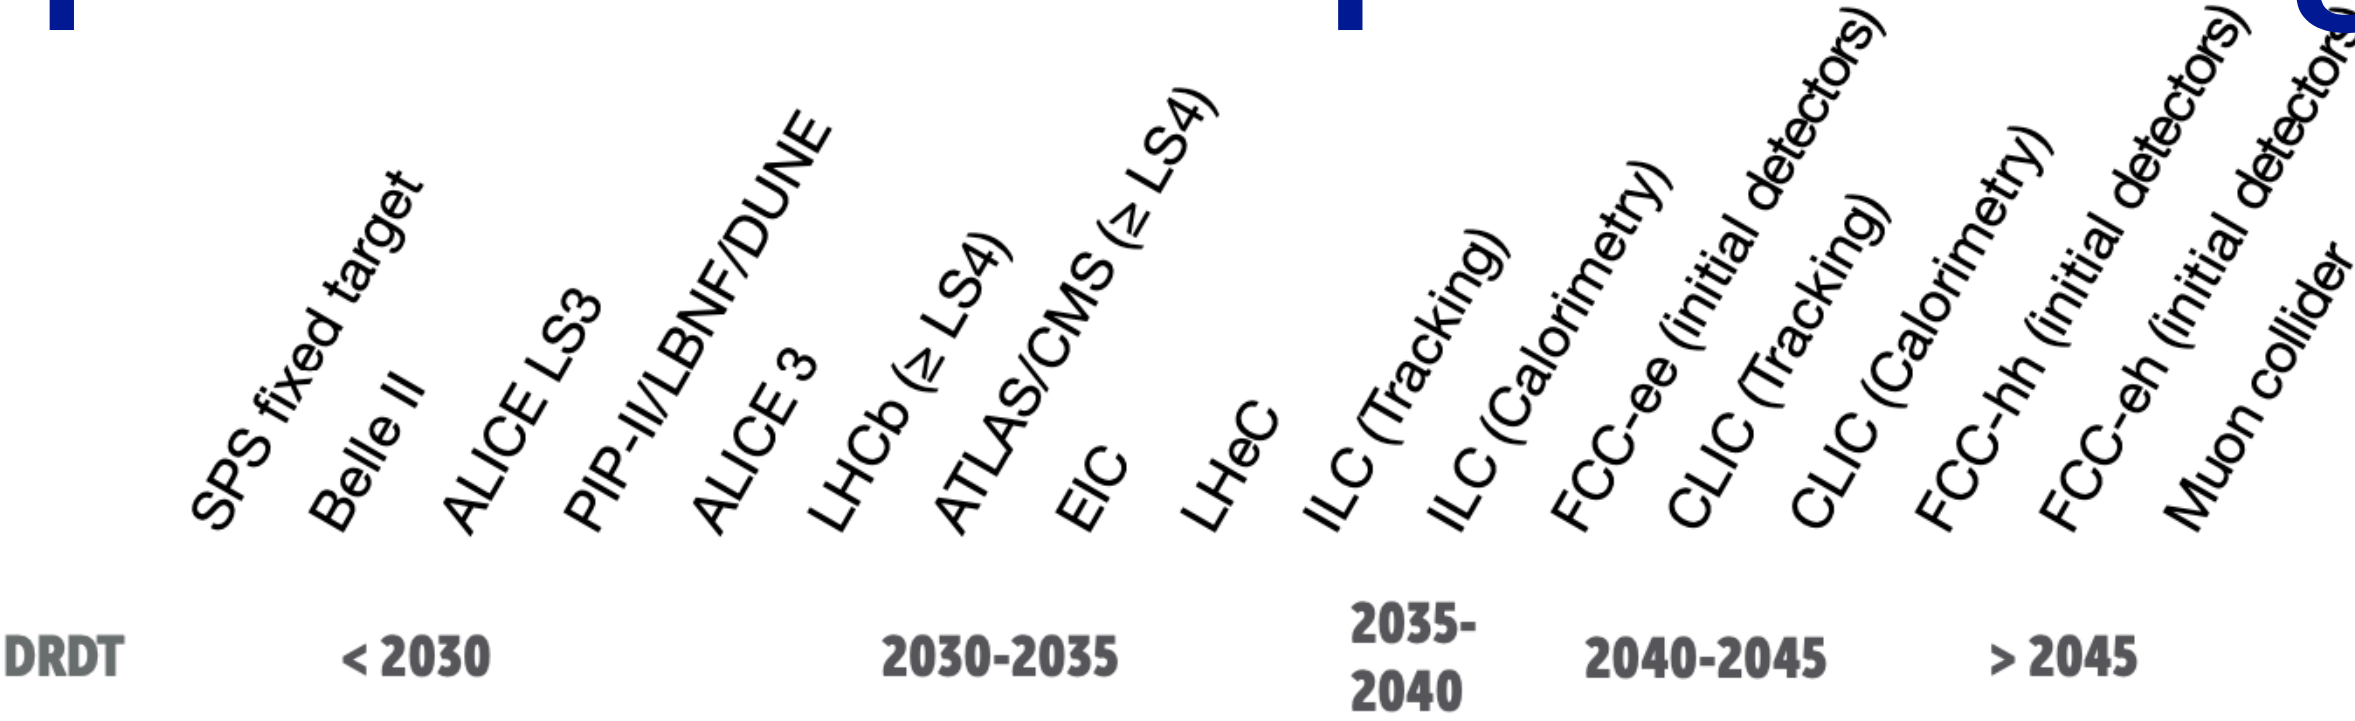 SPS fixed target
Belle II
ALICE LS3
PIP-II/LBNF/DUNE
ALICE 3
LHCb (≥ LS4)
ATLAS/CMS (≥ LS4)
EIC
LHeC
ILC (Tracking)
ILC (Calorimetry)
FCC-ee (initial detectors)
CLIC (Tracking)
CLIC (Calorimetry)
FCC-hh (initial detectors)
FCC-eh (initial detectors)
Muon collider
DRDT
< 2030
2030-2035
2035-
2040
2040-2045
> 2045